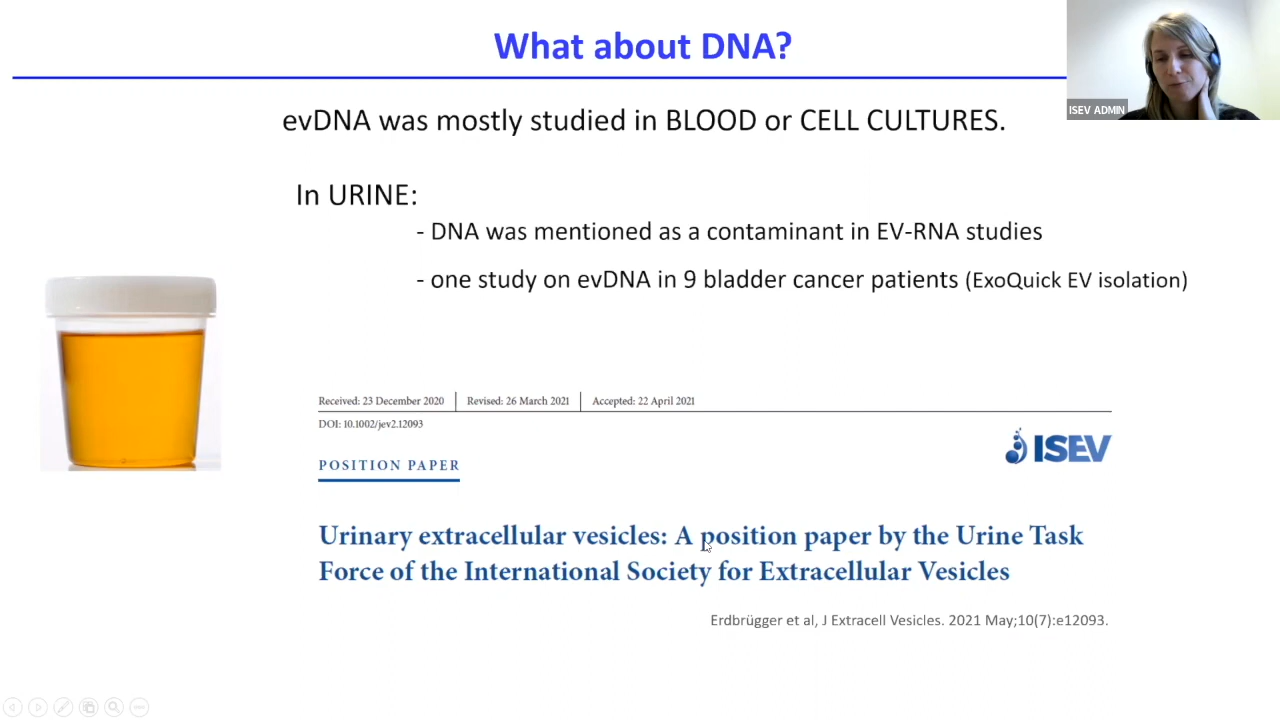 What about DNA?
ISEV ADMIN
evDNA was mostly studied in BLOOD or CELL CULTURES.
In URINE:
- DNA was mentioned as a contaminant in EV-RNA studies
- one study on evDNA in 9 bladder cancer patients (ExoQuick EV isolation)
Received: 23 December 2020 Revised: 26 March 2021 Accepted: 22 April 2021
DOI: 10.1002/jev2.12093
ISEV
POSITION PAPER
Urinary extracellular vesicles: A position paper by the Urine Task
Force of the International Society for Extracellular Vesicles
Erdbrügger et al, J Extracell Vesicles. 2021 May;10(7):e12093.